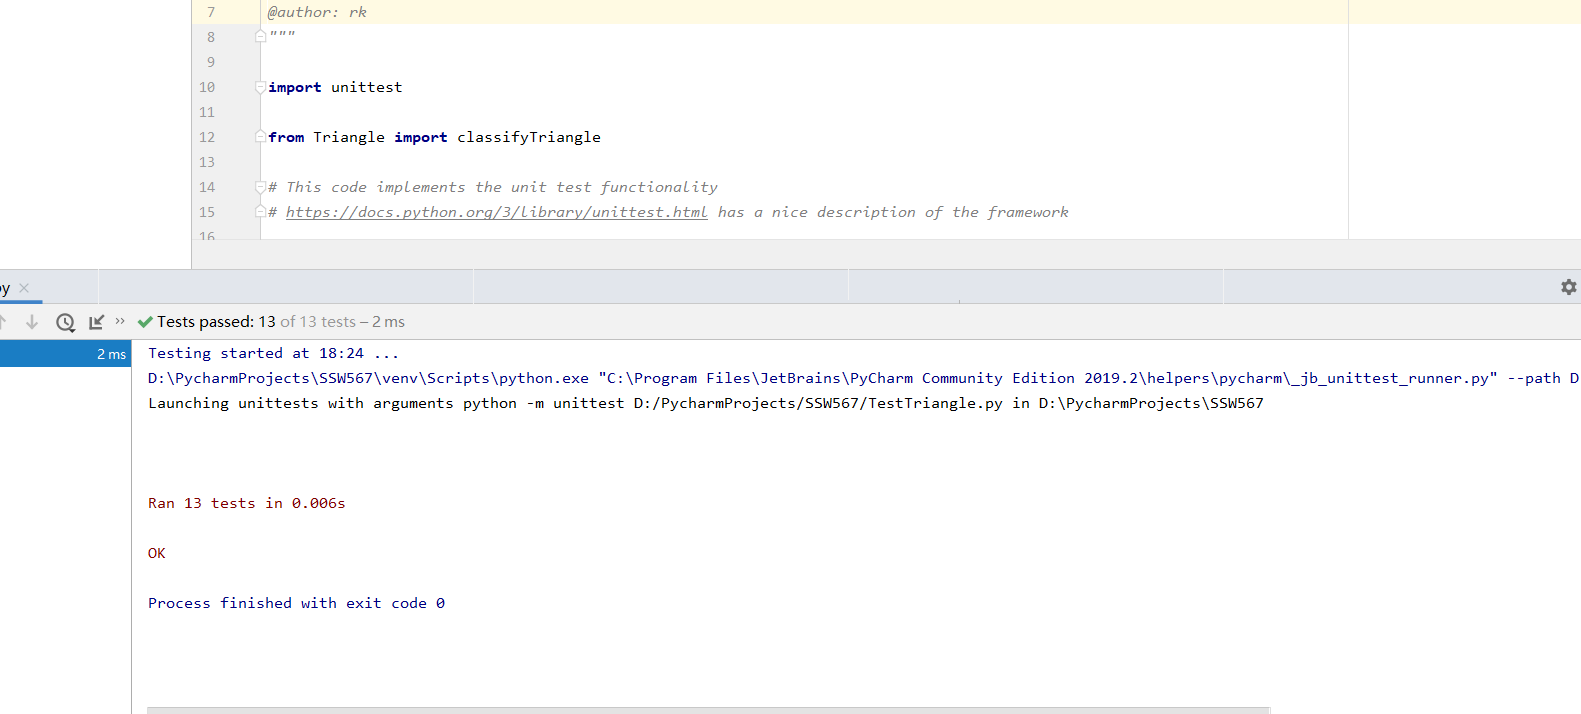 7 @author: rk
8 """
9
10 import unittest
11
12 from Triangle import classifyTriangle
13
14 # This code implements the unit test functionality
15 # https://docs.python.org/3/library/unittest.html has a nice description of the framework
16
py ×
Tests passed: 13 of 13 tests – 2 ms
2 ms
Testing started at 18:24 ...
D:\PycharmProjects\SSW567\venv\Scripts\python.exe "C:\Program Files\JetBrains\PyCharm Community Edition 2019.2\helpers\pycharm\_jb_unittest_runner.py" --path D
Launching unittests with arguments python -m unittest D:/PycharmProjects/SSW567/TestTriangle.py in D:\PycharmProjects\SSW567
Ran 13 tests in 0.006s
OK
Process finished with exit code 0